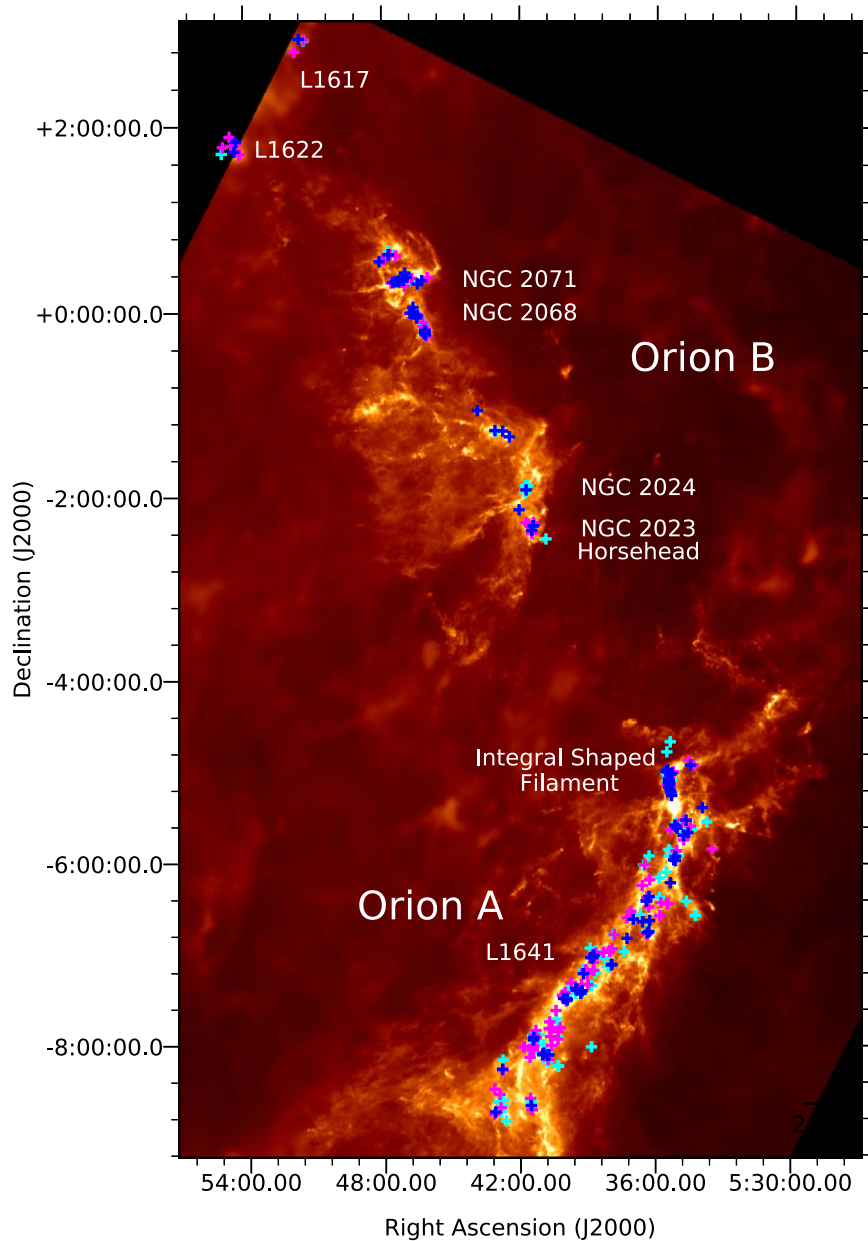 L1617
+2:00:00.0
L1622
NGC 2071
+0:00:00.0
NGC 2068
Orion B
-2:00:00.0
NGC 2024
NGC 2023
Horsehead
Declination (J2000)
-4:00:00.0
Integral Shaped
Filament
-6:00:00.0
Orion A
L1641
-8:00:00.0
54:00.00 48:00.00 42:00.00 36:00.00 5:30:00.00
Right Ascension (J2000)